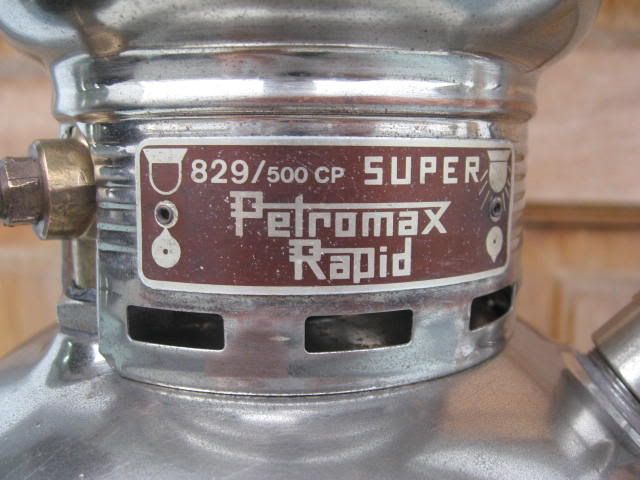 829/500 CP SUPER
Petromax
Rapid